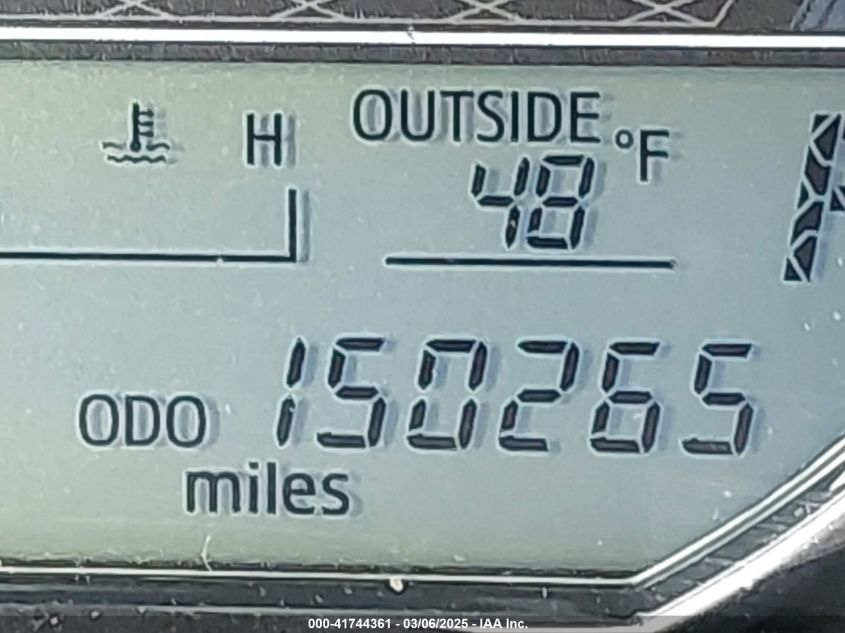 H
OUTSIDE
48 °F
ODO 150265
miles
000-41744361 - 03/06/2025 - IAA Inc.